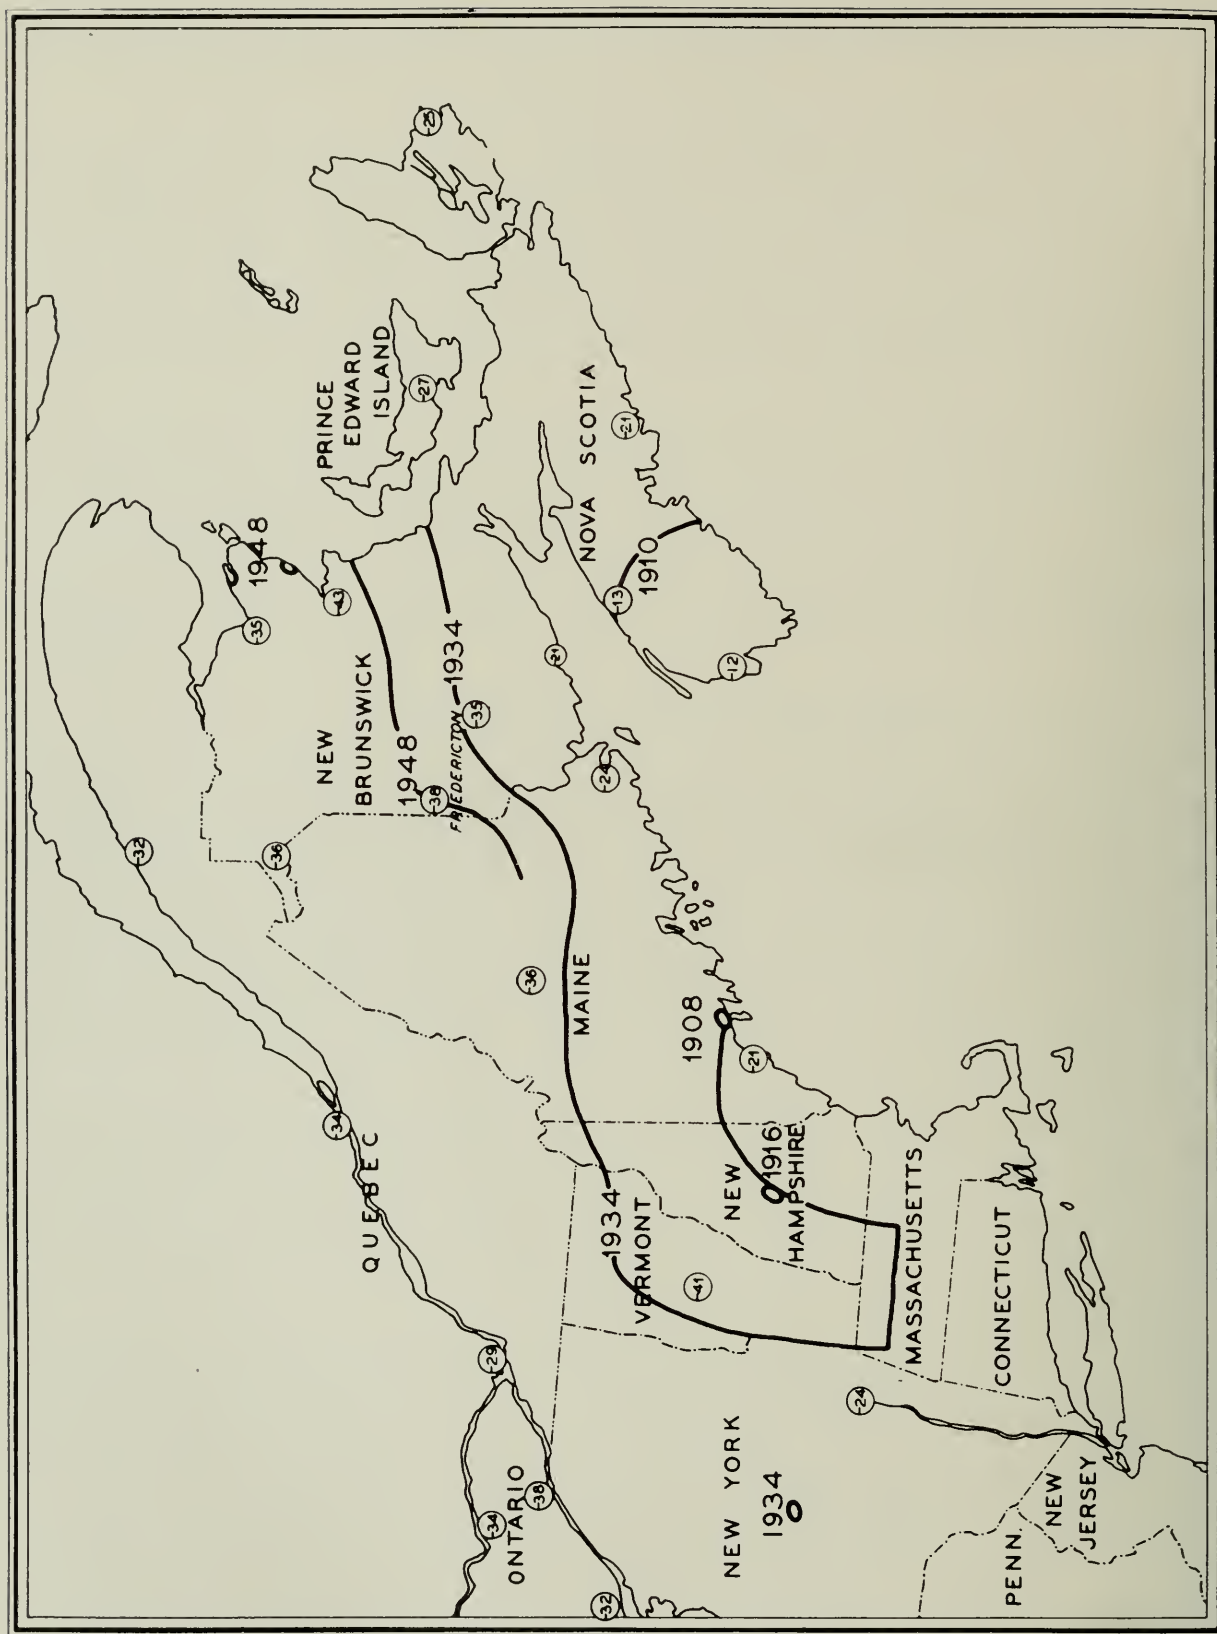 -32
-36
-35
1948
-43
PRINCE
EDWARD
ISLAND
-27
-25
-34
QUEBEC
NEW
BRUNSWICK
1948
-38
FREDERICTON
1934
-35
-29
-34
ONTARIO
-38
-36
MAINE
-21
NOVA SCOTIA
-21
-32
1934
VERMONT
-24
-13
1910
-41
1908
-12
NEW YORK
1934
NEW
HAMPSHIRE
1916
-21
-24
MASSACHUSETTS
CONNECTICUT
PENN.
NEW
JERSEY